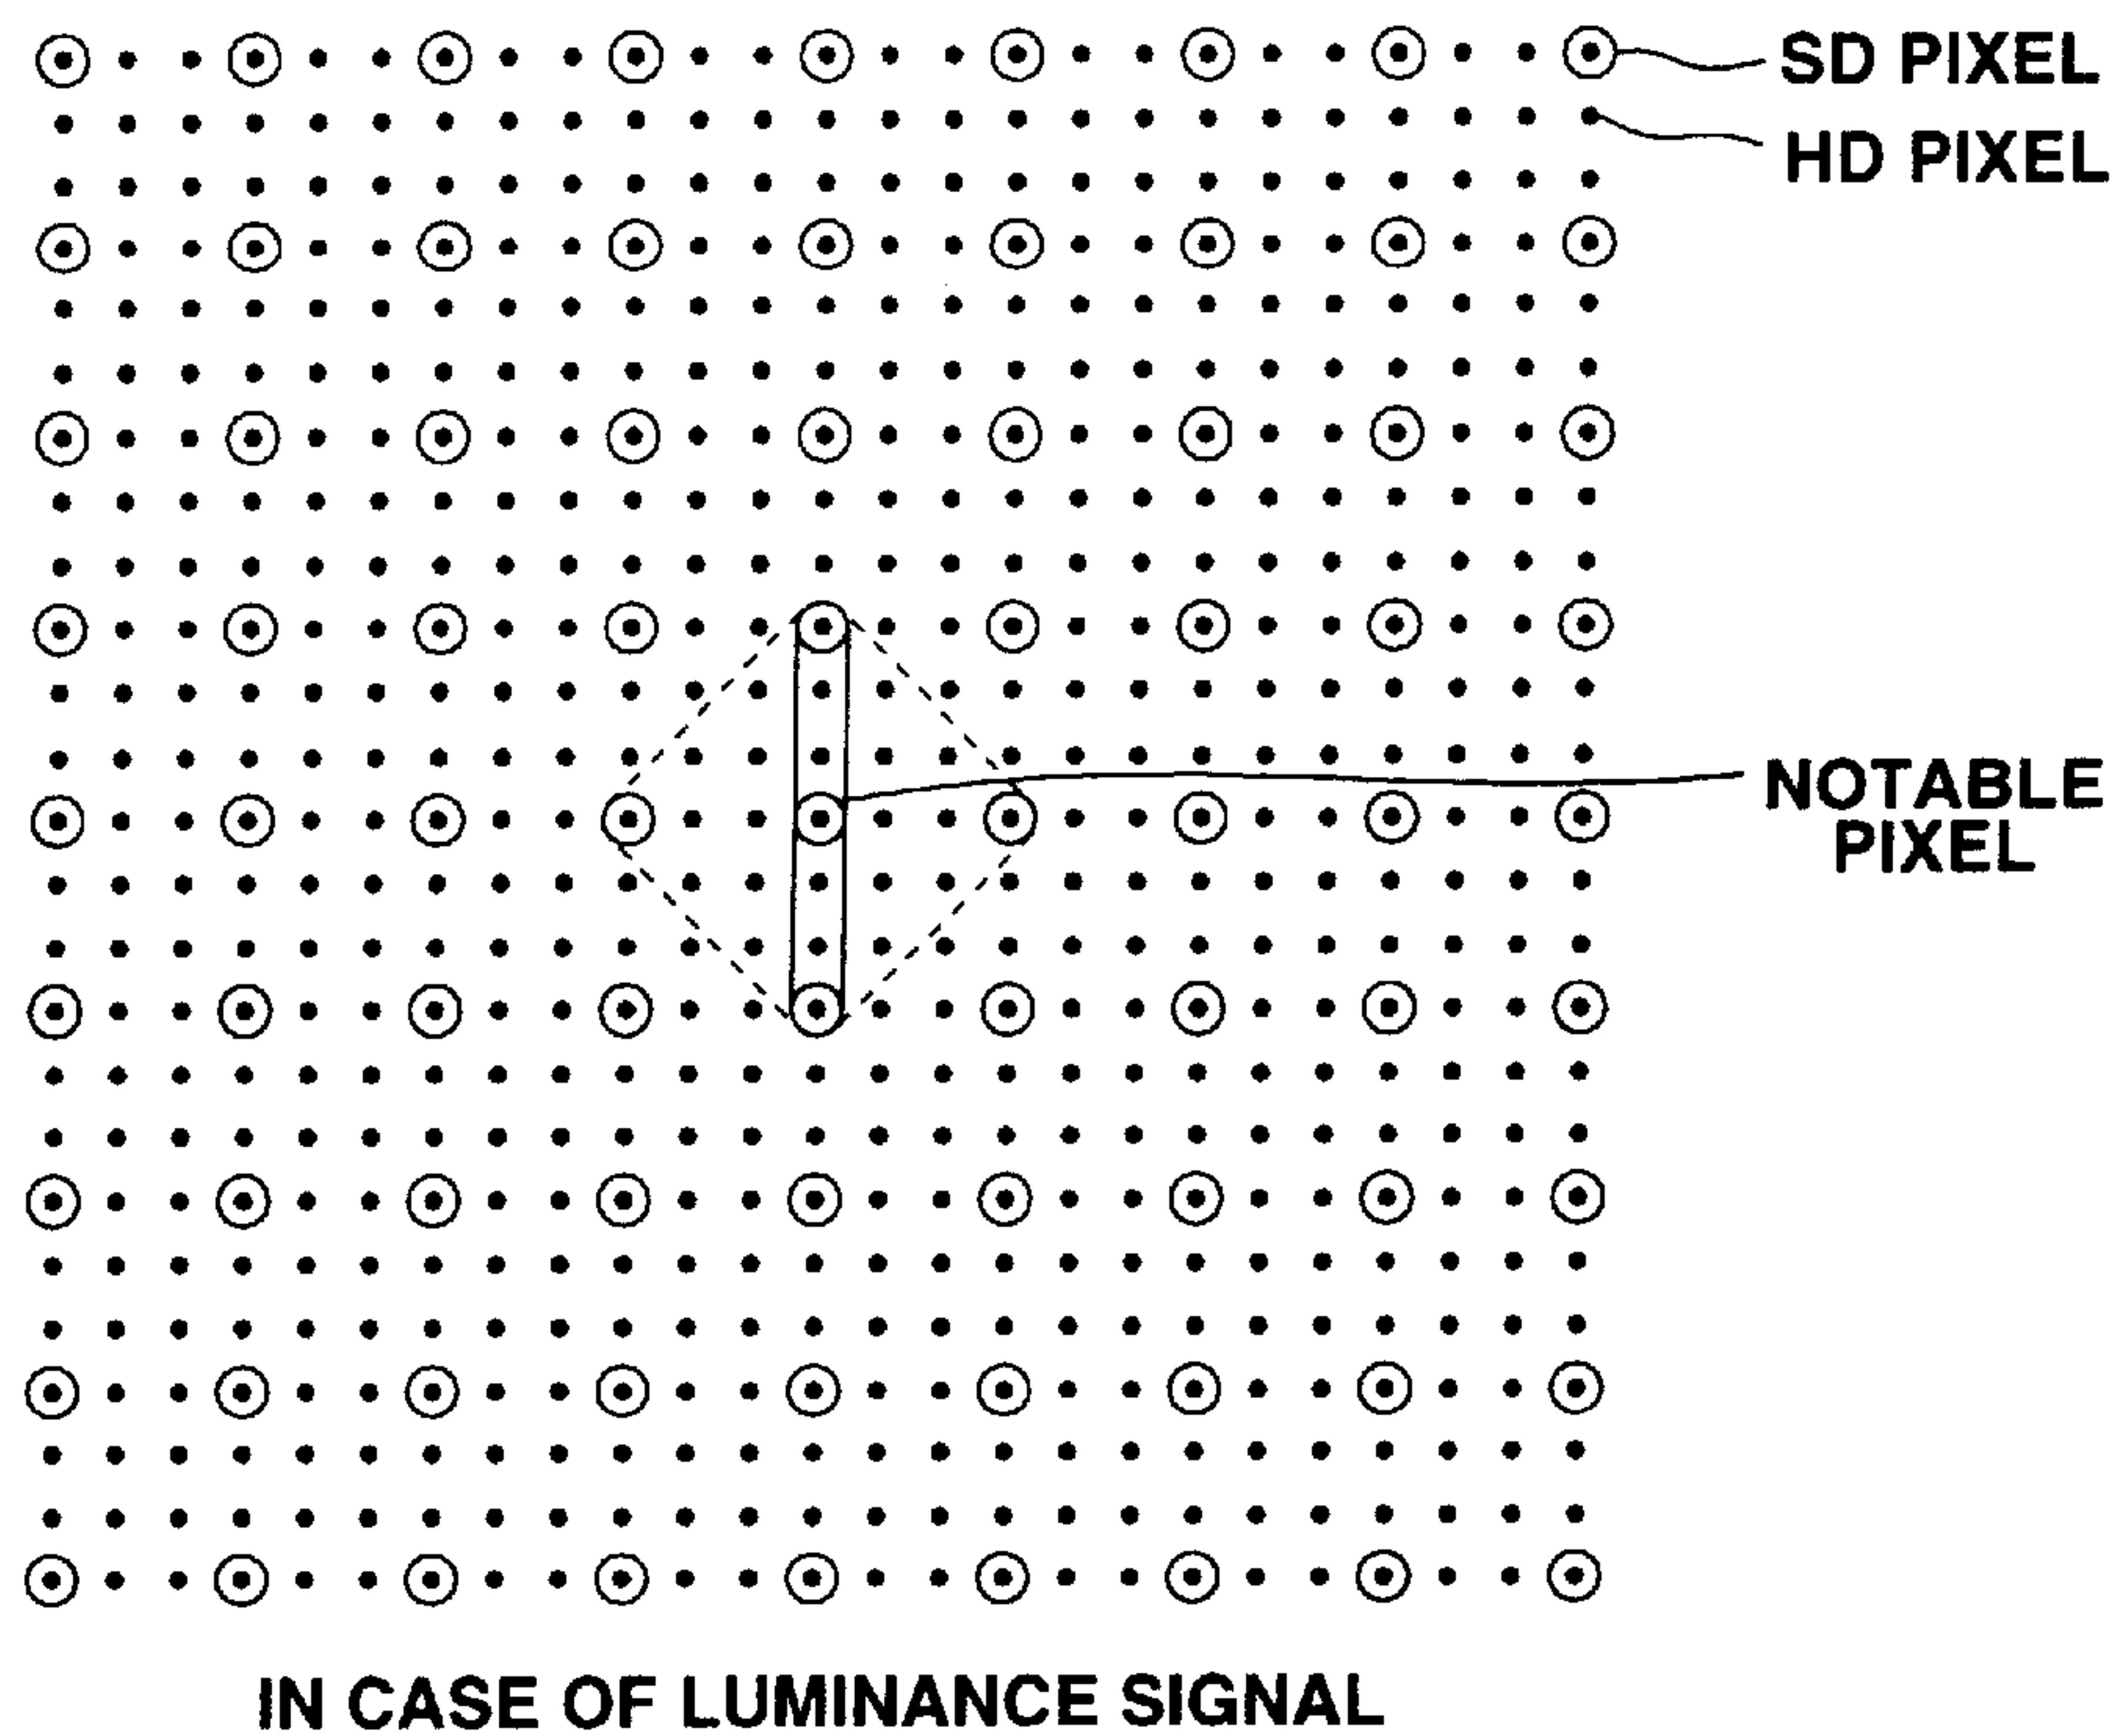 SD PIXEL
HD PIXEL
NOTABLE
PIXEL
IN CASE OF LUMINANCE SIGNAL